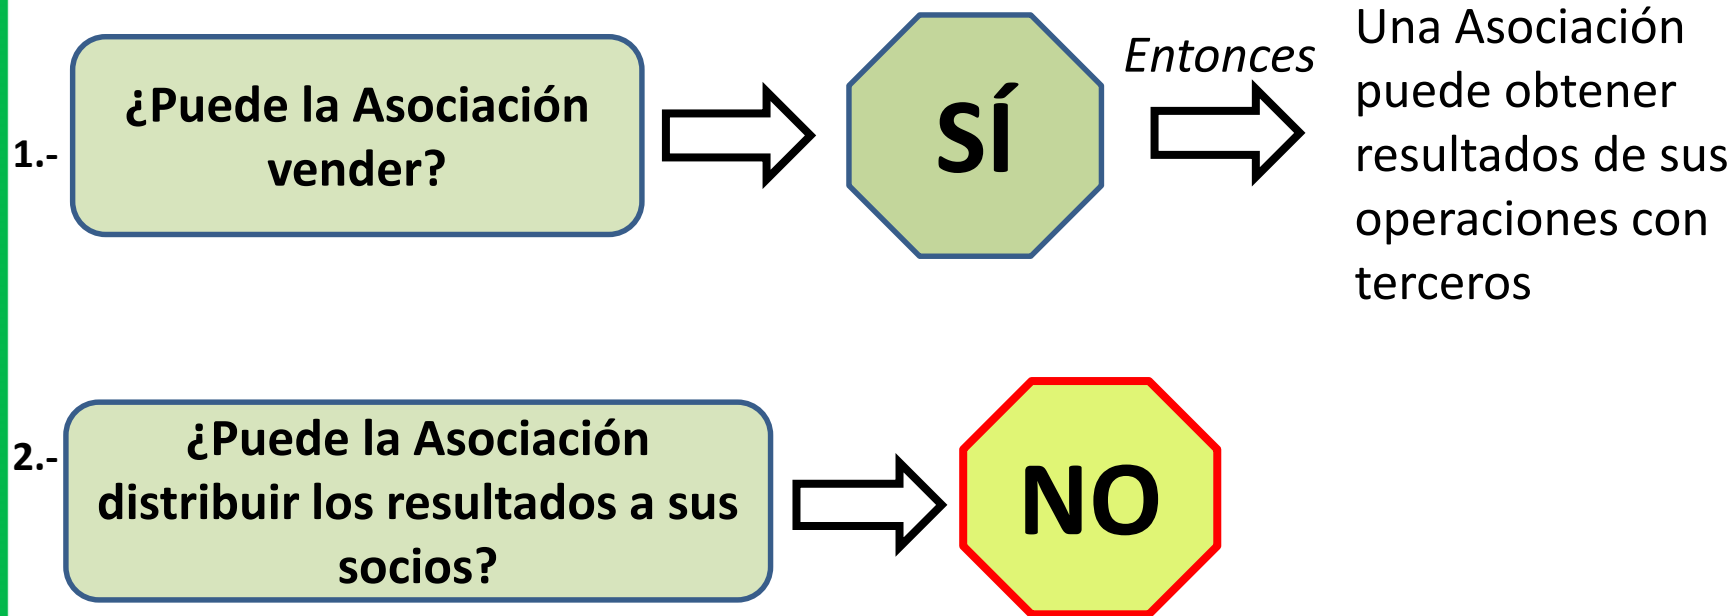 1.-
¿Puede la Asociación
vender?
SÍ
Entonces
Una Asociación
puede obtener
resultados de sus
operaciones con
terceros
2.-
¿Puede la Asociación
distribuir los resultados a sus
socios?
NO